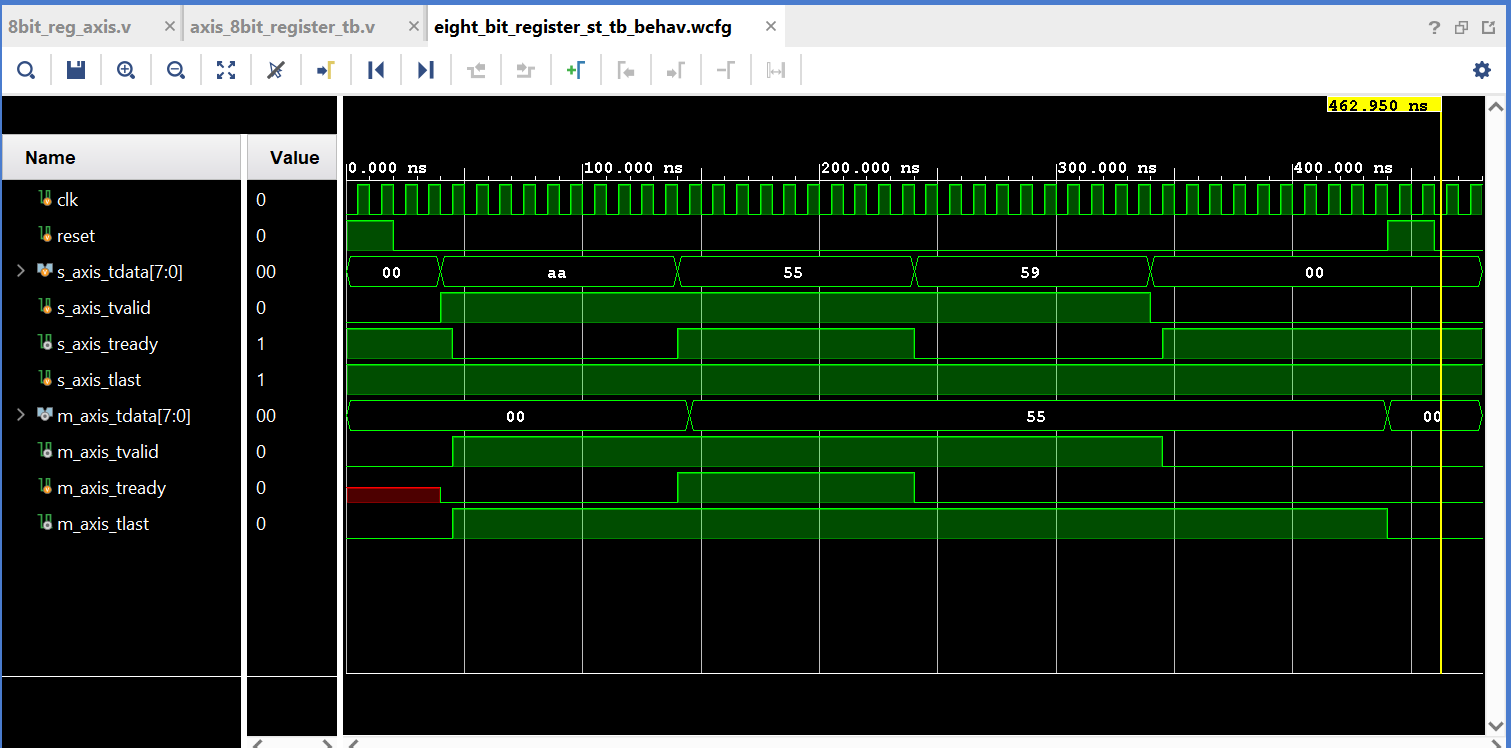 8bit_reg_axis.v × axis_8bit_register_tb.v × eight_bit_register_st_tb_behav.wcfg × ?
462.950 ns
Name Value
0.000 ns 100.000 ns 200.000 ns 300.000 ns 400.000 ns
clk 0
reset 0
s_axis_tdata[7:0] 00 00 aa 55 59 00
s_axis_tvalid 0
s_axis_tready 1
s_axis_tlast 1
m_axis_tdata[7:0] 00 00 55 00
m_axis_tvalid 0
m_axis_tready 0
m_axis_tlast 0